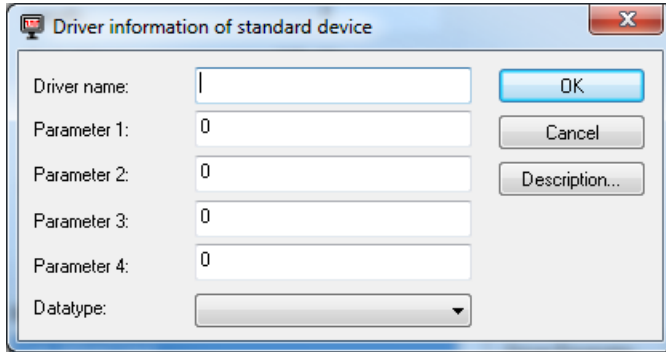 Driver information of standard device
Driver name:
OK
Parameter 1: 0
Cancel
Parameter 2: 0
Description...
Parameter 3: 0
Parameter 4: 0
Datatype: